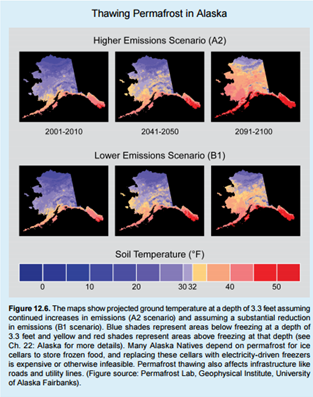 Thawing Permafrost in Alaska
Higher Emissions Scenario (A2)
2001-2010 2041-2050 2091-2100
Lower Emissions Scenario (B1)
Soil Temperature (°F)
0 10 20 30 32 40 50
Figure 12.6. The maps show projected ground temperature at a depth of 3.3 feet assuming
continued increases in emissions (A2 scenario) and assuming a substantial reduction
in emissions (B1 scenario). Blue shades represent areas below freezing at a depth of
3.3 feet and yellow and red shades represent areas above freezing at that depth (see
Ch. 22: Alaska for more details). Many Alaska Natives depend on permafrost for ice
cellars to store frozen food, and replacing these cellars with electricity-driven freezers
is expensive or otherwise infeasible. Permafrost thawing also affects infrastructure like
roads and utility lines. (Figure source: Permafrost Lab, Geophysical Institute, University
of Alaska Fairbanks).